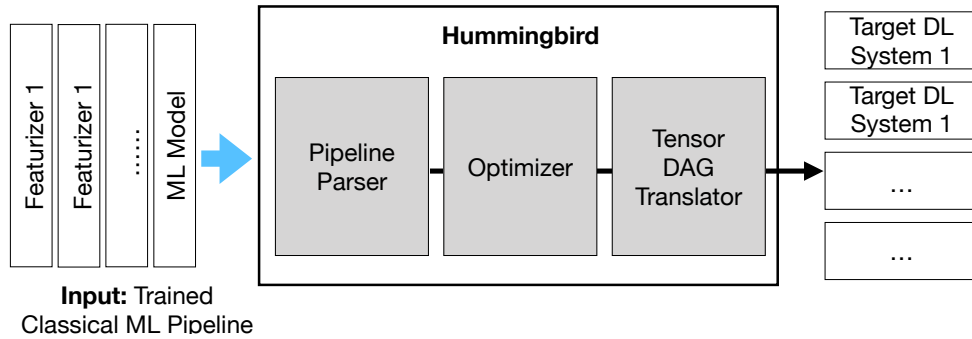 Featurizer 1
Featurizer 1
......
ML Model
Input: Trained
Classical ML Pipeline
Hummingbird
Pipeline
Parser
Optimizer
Tensor
DAG
Translator
Target DL
System 1
Target DL
System 1
...
...